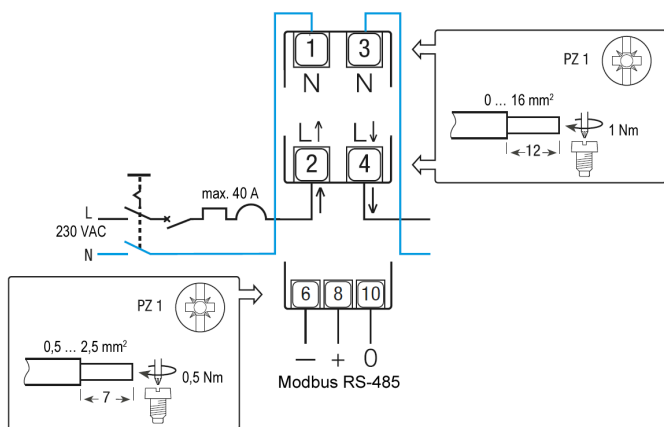 1 3
N N
PZ 1
0 ... 16 mm²
1 Nm
12
L↑ L↓
2 4
max. 40 A
L
230 VAC
N
6 8 10
− + 0
Modbus RS-485
PZ 1
0,5 ... 2,5 mm²
0,5 Nm
7